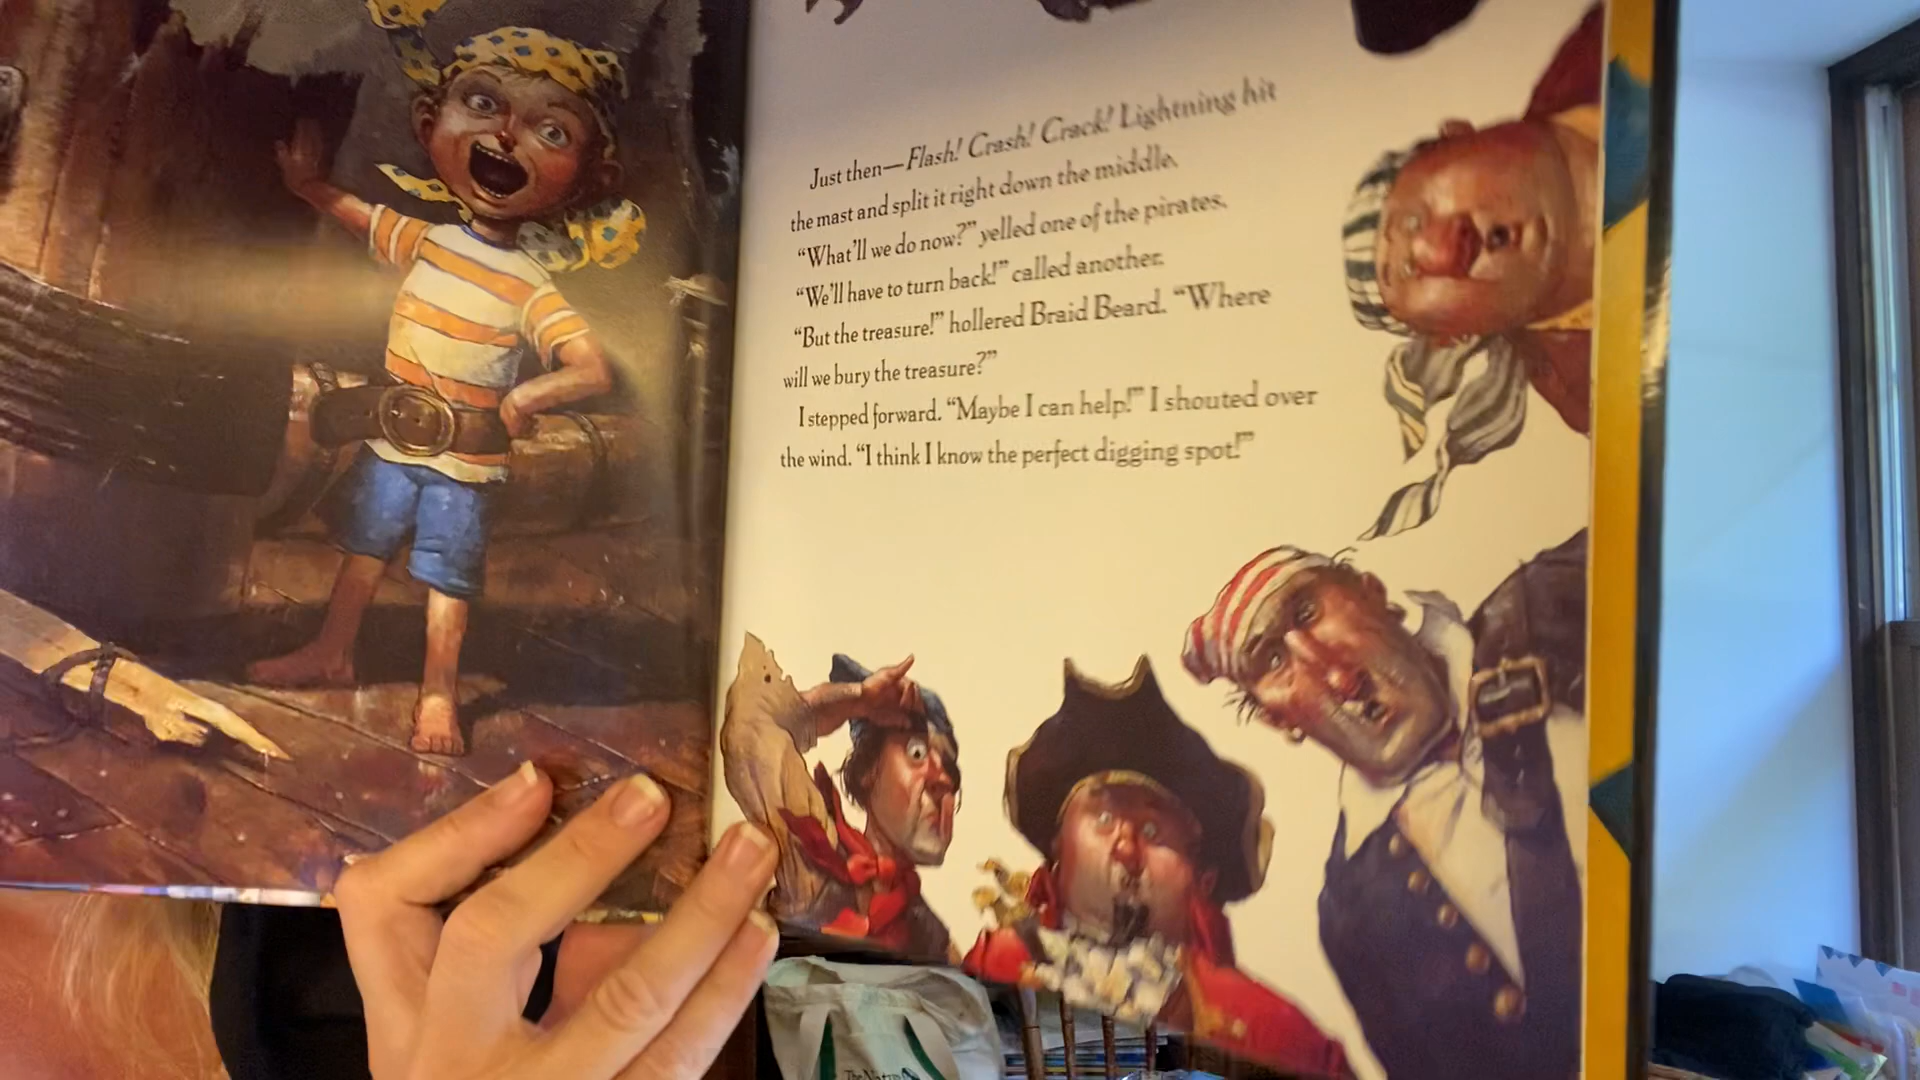 Just then—Flash! Crash! Crack! Lightning hit
the mast and split it right down the middle.
“What’ll we do now?” yelled one of the pirates.
“We’ll have to turn back!” called another.
“But the treasure!” hollered Braid Beard. “Where
will we bury the treasure?”
I stepped forward. “Maybe I can help!” I shouted over
the wind. “I think I know the perfect digging spot!”
The